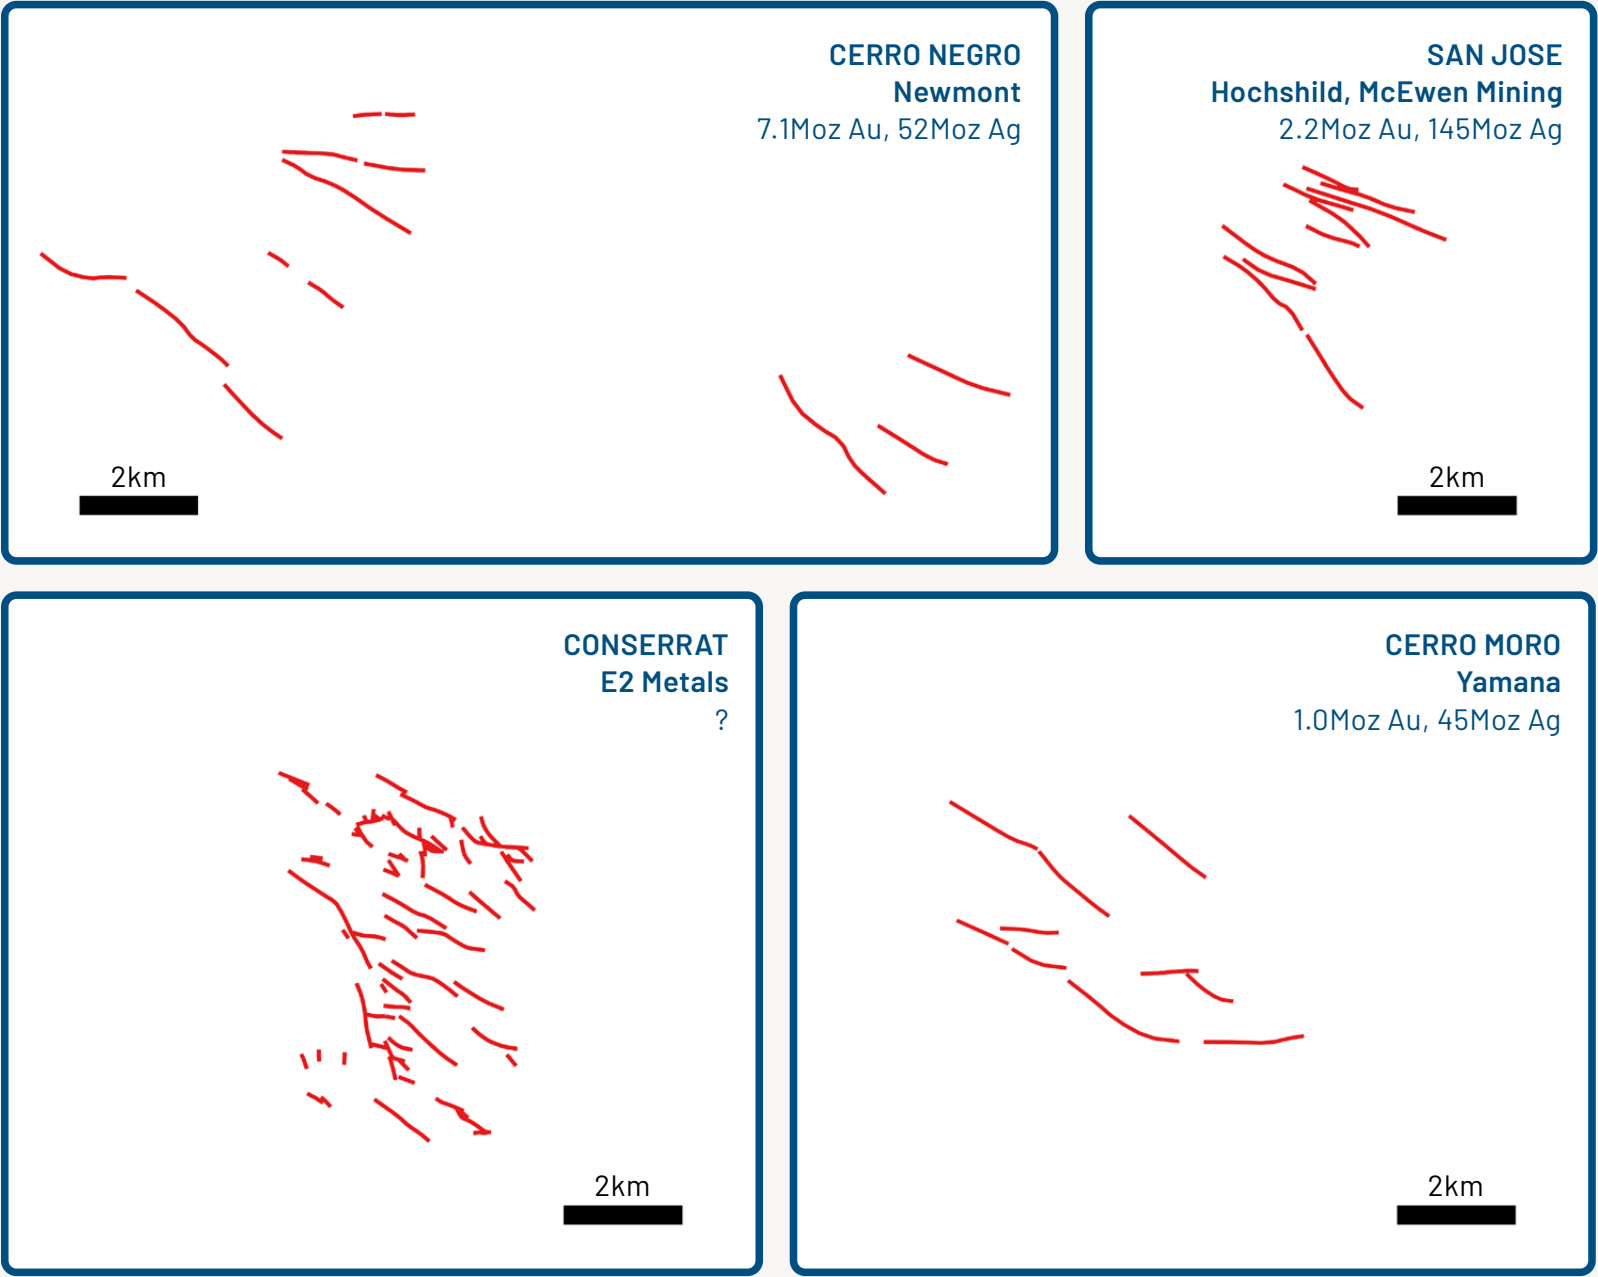 CERRO NEGRO
Newmont
7.1Moz Au, 52Moz Ag
2km
SAN JOSE
Hochshild, McEwen Mining
2.2Moz Au, 145Moz Ag
2km
CONSERRAT
E2 Metals
?
2km
CERRO MORO
Yamana
1.0Moz Au, 45Moz Ag
2km